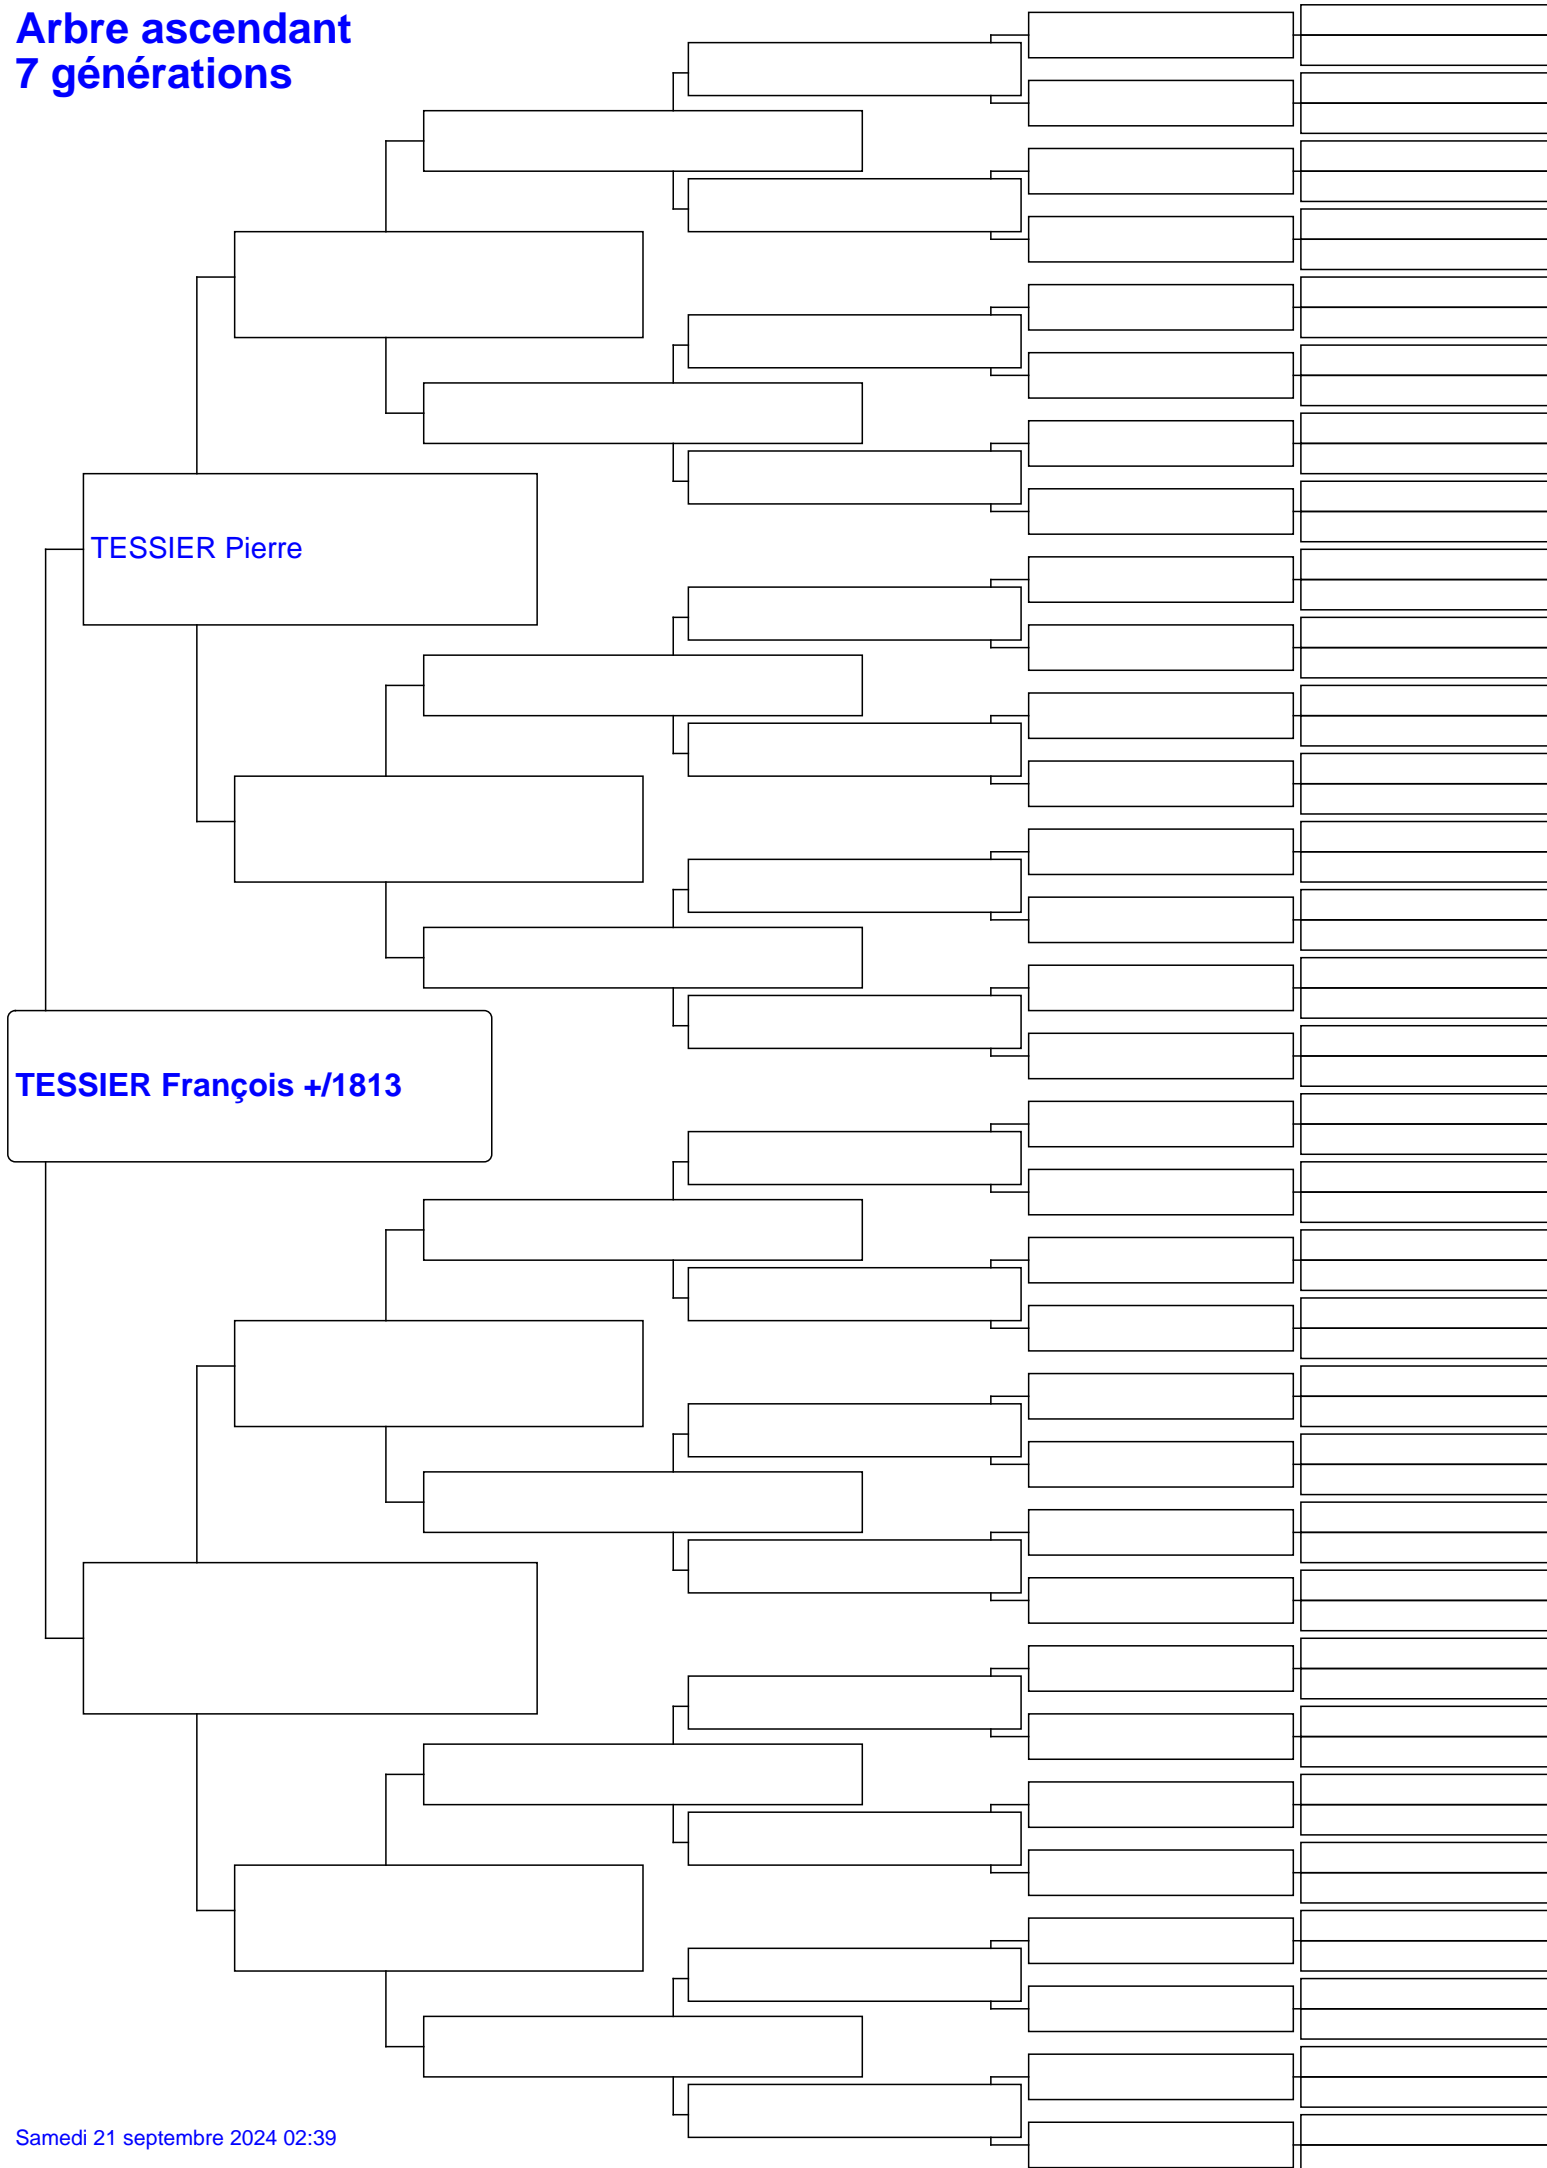 Arbre ascendant
7 générations
TESSIER Pierre
TESSIER François +/1813
Samedi 21 septembre 2024 02:39